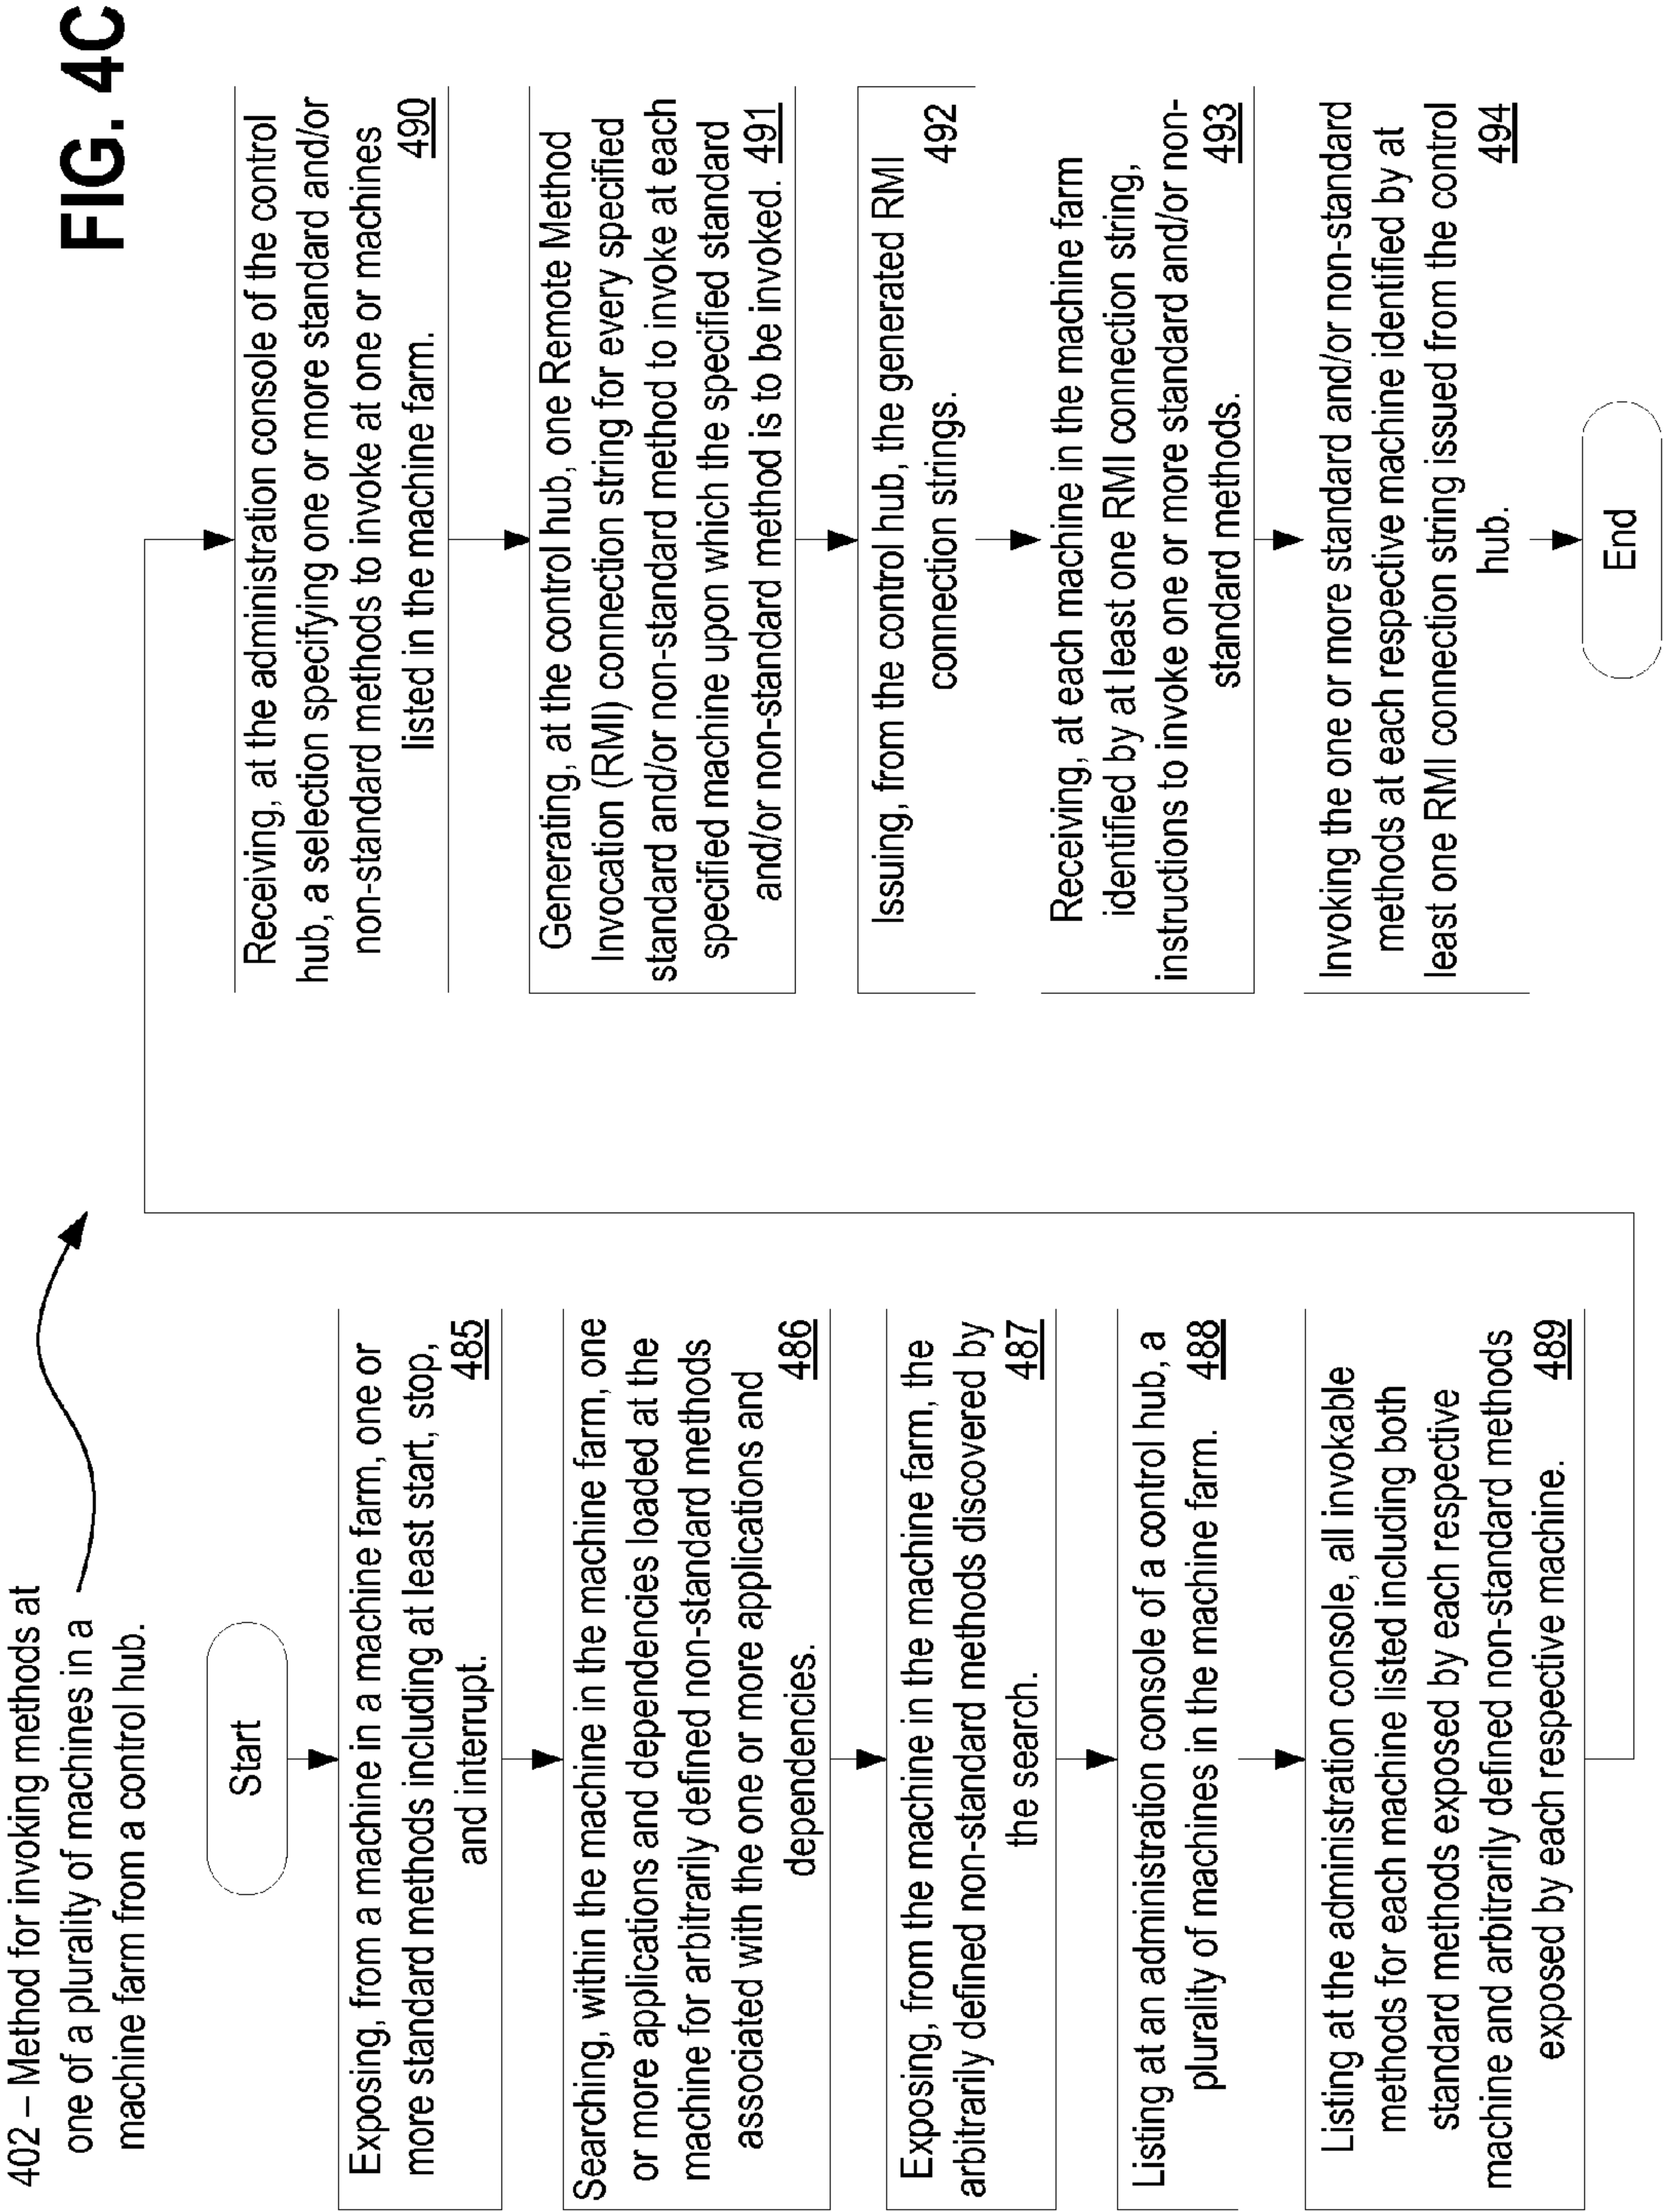 402 – Method for invoking methods at
one of a plurality of machines in a
machine farm from a control hub.
FIG. 4C
Start
Exposing, from a machine in a machine farm, one or
more standard methods including at least start, stop,
and interrupt.
485
Searching, within the machine in the machine farm, one
or more applications and dependencies loaded at the
machine for arbitrarily defined non-standard methods
associated with the one or more applications and
dependencies.
486
Exposing, from the machine in the machine farm, the
arbitrarily defined non-standard methods discovered by
the search.
487
Listing at an administration console of a control hub, a
plurality of machines in the machine farm.
488
Listing at the administration console, all invokable
methods for each machine listed including both
standard methods exposed by each respective
machine and arbitrarily defined non-standard methods
exposed by each respective machine.
489
Receiving, at the administration console of the control
hub, a selection specifying one or more standard and/or
non-standard methods to invoke at one or machines
listed in the machine farm.
490
Generating, at the control hub, one Remote Method
Invocation (RMI) connection string for every specified
standard and/or non-standard method to invoke at each
specified machine upon which the specified standard
and/or non-standard method is to be invoked. 491
Issuing, from the control hub, the generated RMI
connection strings.
492
Receiving, at each machine in the machine farm
identified by at least one RMI connection string,
instructions to invoke one or more standard and/or non-
standard methods.
493
Invoking the one or more standard and/or non-standard
methods at each respective machine identified by at
least one RMI connection string issued from the control
hub.
494
End